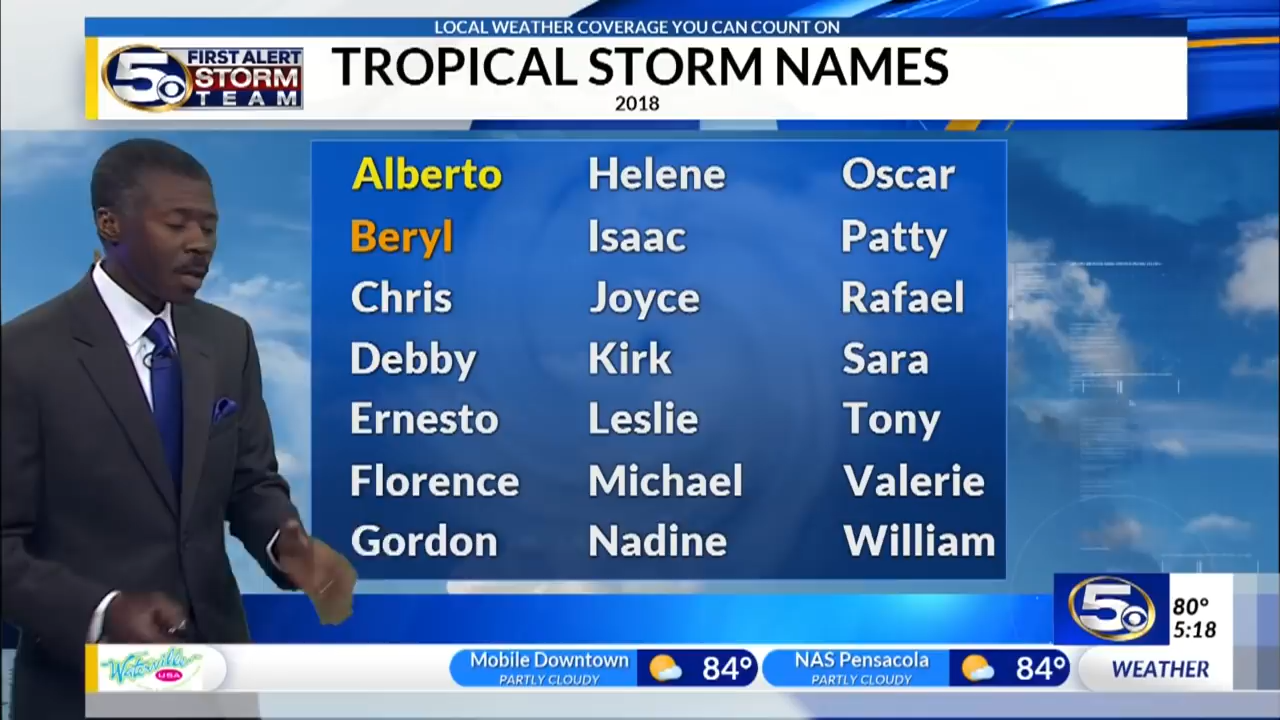 LOCAL WEATHER COVERAGE YOU CAN COUNT ON
5 FIRST ALERT
STORM
TEAM
TROPICAL STORM NAMES
2018
Alberto Helene Oscar
Beryl Isaac Patty
Chris Joyce Rafael
Debby Kirk Sara
Ernesto Leslie Tony
Florence Michael Valerie
Gordon Nadine William
5
80°
5:18
Waterville
USA
Mobile Downtown 84°
PARTLY CLOUDY
NAS Pensacola 84°
PARTLY CLOUDY
WEATHER